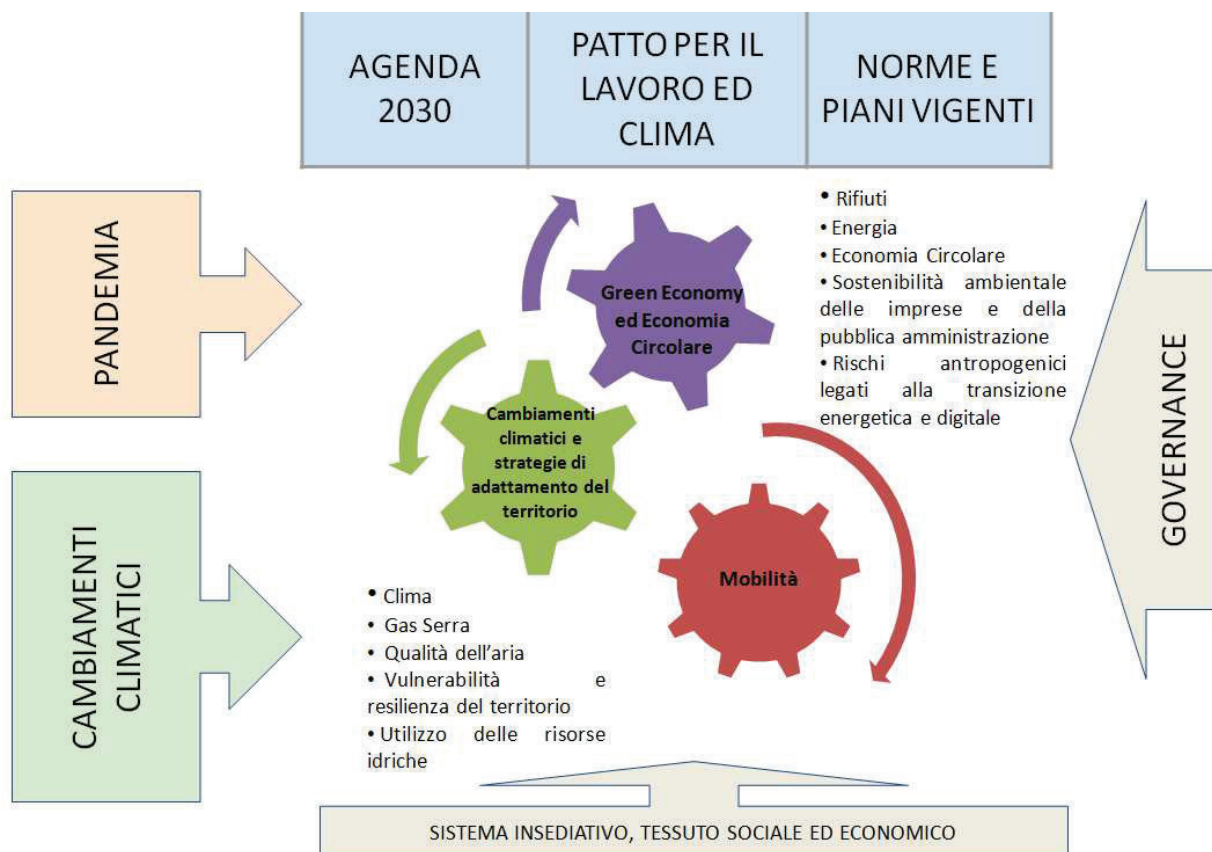 AGENDA
2030
PATTO PER IL
LAVORO ED
CLIMA
NORME E
PIANI VIGENTI
PANDEMIA
CAMBIAMENTI
CLIMATICI
Green Economy
ed Economia
Circolare
• Rifiuti
• Energia
• Economia Circolare
• Sostenibilità ambientale
delle imprese e della
pubblica amministrazione
• Rischi antropogenici
legati alla transizione
energetica e digitale
Cambiamenti
climatici e
strategie di
adattamento del
territorio
Mobilità
• Clima
• Gas Serra
• Qualità dell'aria
• Vulnerabilità e
resilienza del territorio
• Utilizzo delle risorse
idriche
GOVERNANCE
SISTEMA INSEDIATIVO, TESSUTO SOCIALE ED ECONOMICO